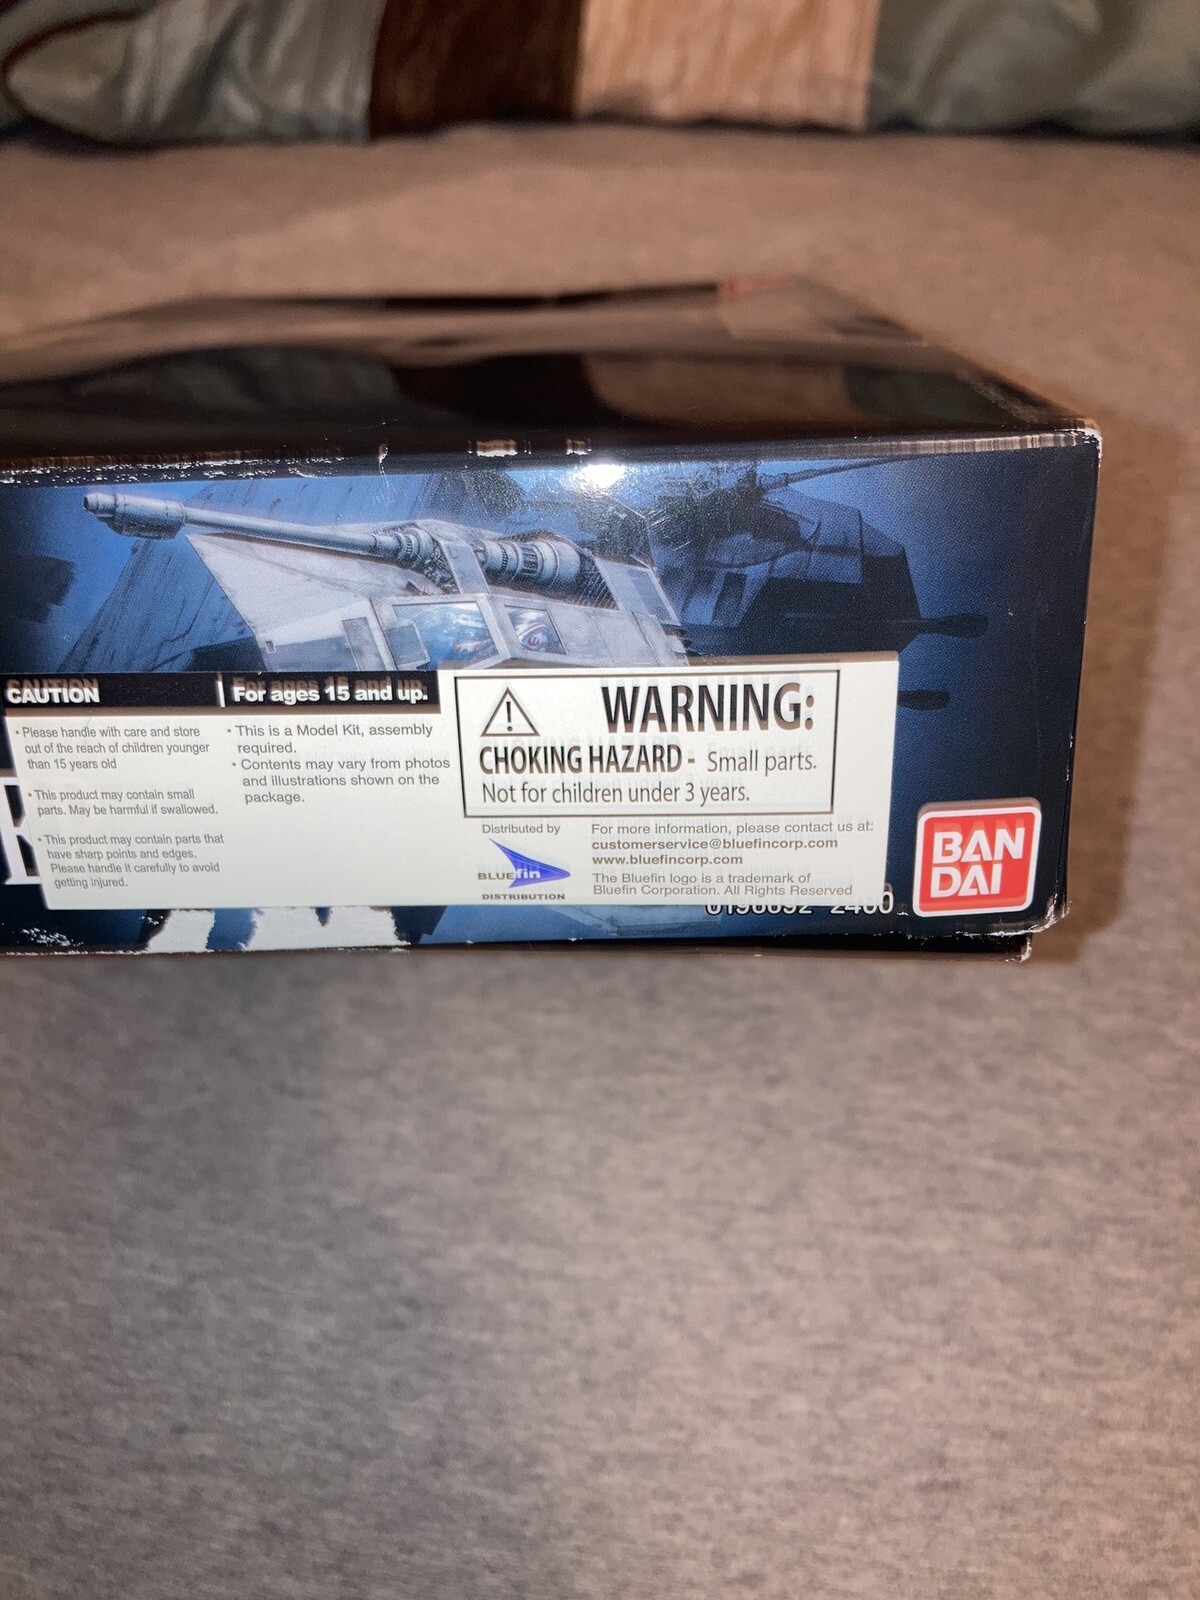 CAUTION
• Please handle with care and store
out of the reach of children younger
than 15 years old
• This product may contain small
parts. May be harmful if swallowed.
• This product may contain parts that
have sharp points and edges.
Please handle it carefully to avoid
getting injured.
For ages 15 and up.
• This is a Model Kit, assembly
required.
• Contents may vary from photos
and illustrations shown on the
package.
WARNING:
CHOKING HAZARD - Small parts.
Not for children under 3 years.
Distributed by
BLUEfin
DISTRIBUTION
For more information, please contact us at:
customerservice@bluefincorp.com
www.bluefincorp.com
The Bluefin logo is a trademark of
Bluefin Corporation. All Rights Reserved
2400
BAN
DAI